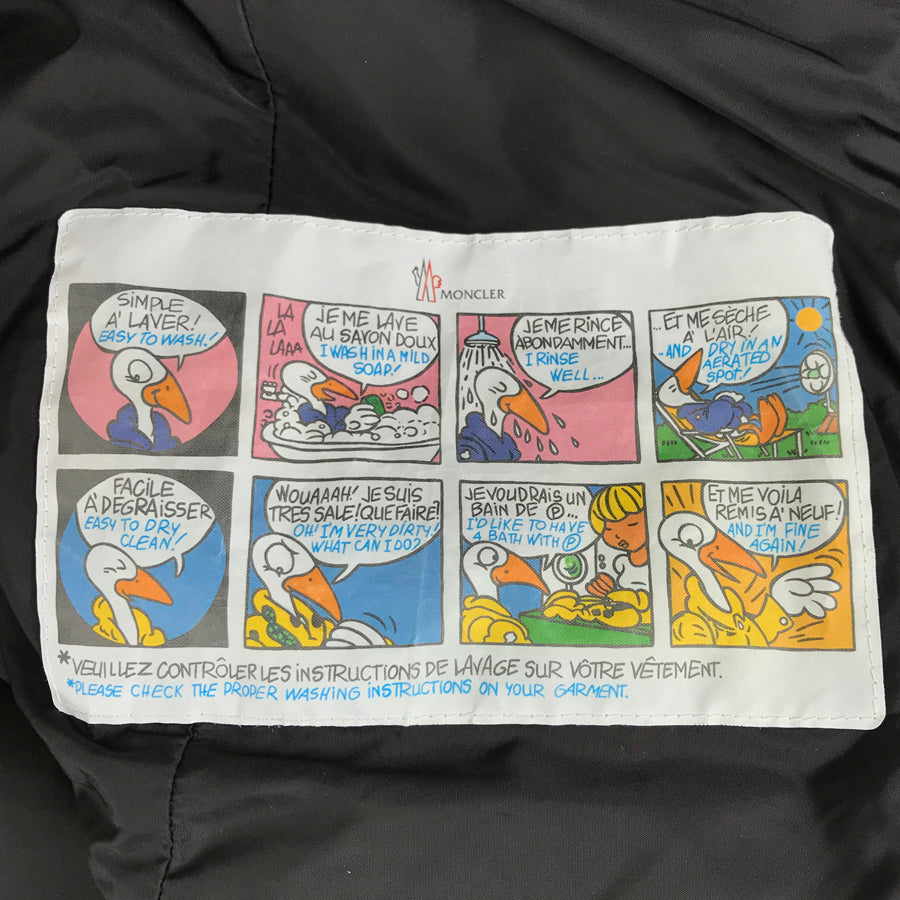 MONCLER
SIMPLE
A' LAVER!
EASY TO WASH!
LA
LA
LAAA
JE ME LAVE
AU SAVON DOUX
I WASH IN A MILD
SOAP!
JE ME RINCE
ABONDAMMENT...
I RINSE
WELL...
... ET ME SÈCHE
A' L'AIR!
-AND DRY IN AN
AERATED
SPOT!
FACILE
A' DEGRAISSER
EASY TO DRY
CLEAN!
WOUAAAH! JE SUIS
TRES SALE! QUE FAIRE?
OH! I'M VERY DIRTY!
WHAT CAN I DO?
JE VOUDRAIS UN
BAIN DE Ⓟ...
I'D LIKE TO HAVE
A BATH WITH Ⓟ
ET ME VOILA
REMIS A' NEUF!
AND I'M FINE
AGAIN!
*VEUILLEZ CONTRÔLER LES INSTRUCTIONS DE LAVAGE SUR VÔTRE VÊTEMENT.
*PLEASE CHECK THE PROPER WASHING INSTRUCTIONS ON YOUR GARMENT.